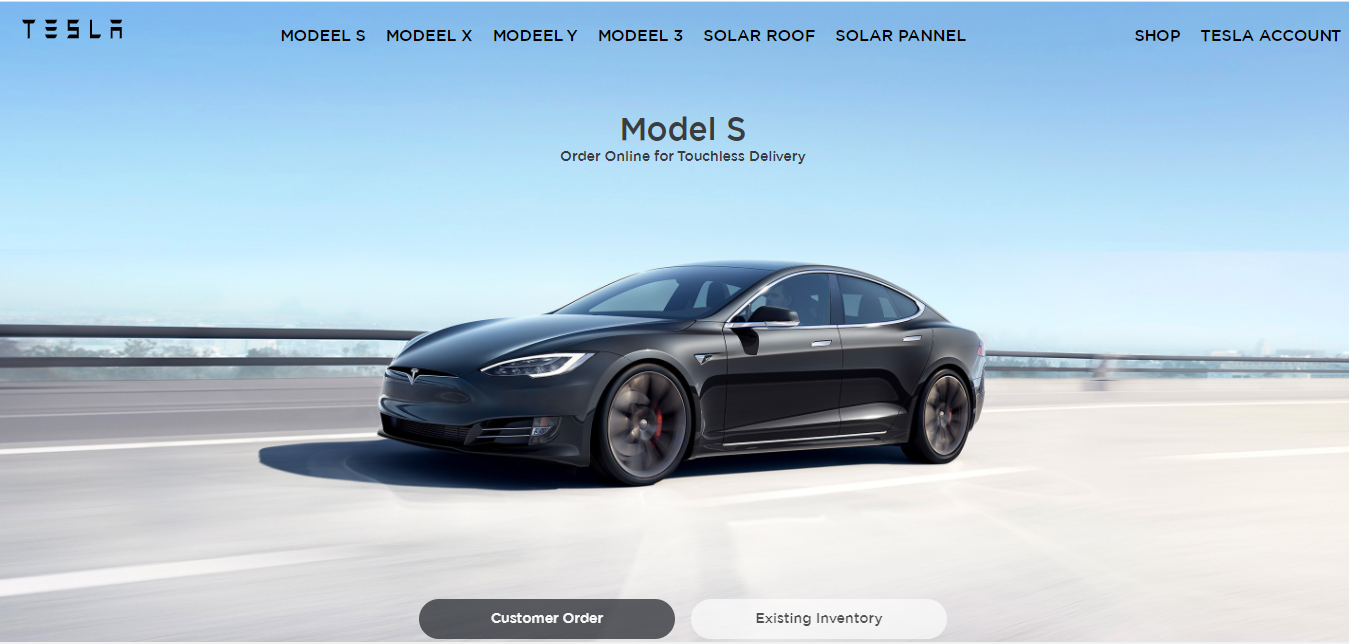 TESLA
MODEEL S MODEEL X MODEEL Y MODEEL 3 SOLAR ROOF SOLAR PANNEL SHOP TESLA ACCOUNT
Model S
Order Online for Touchless Delivery
Customer Order Existing Inventory